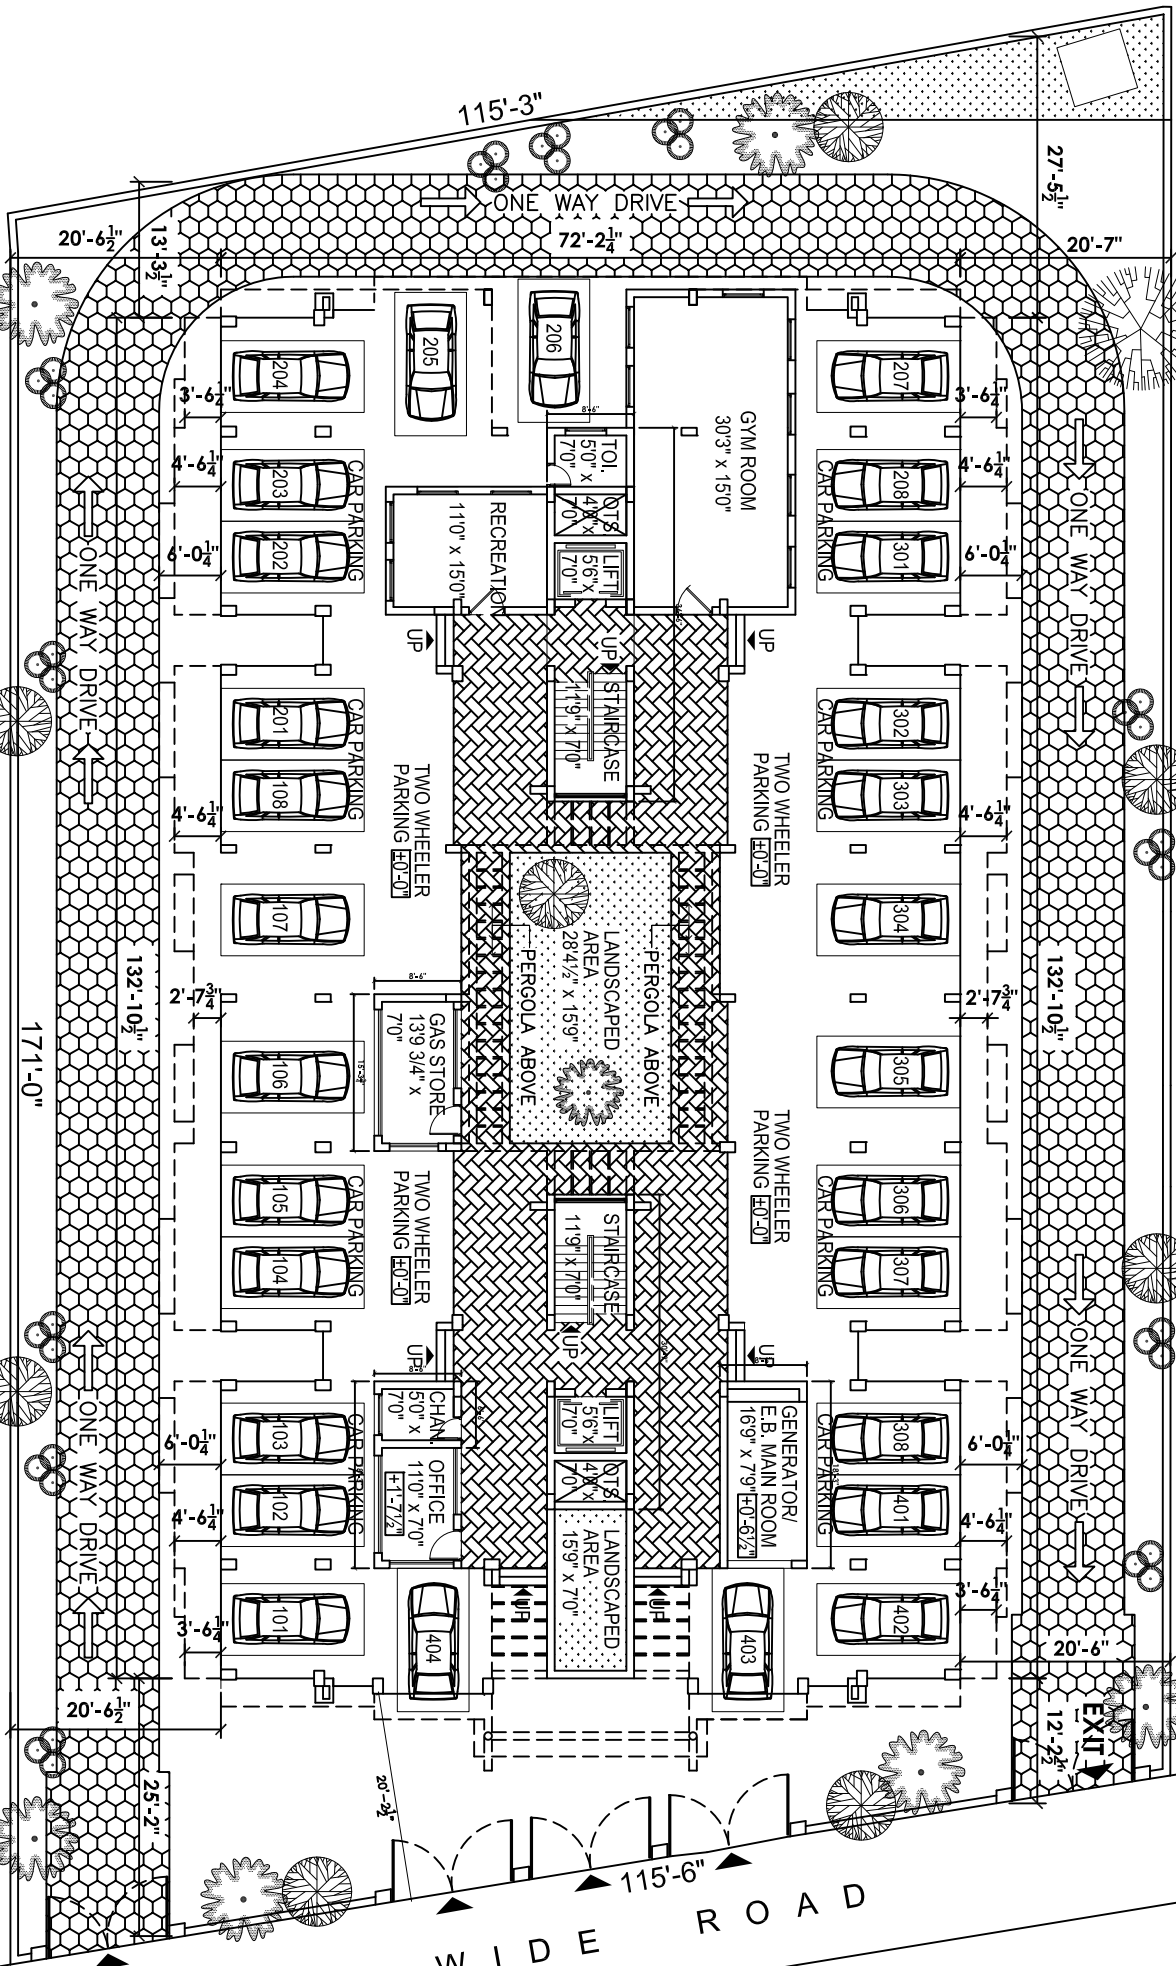 115'-3"
27'-5½"
ONE WAY DRIVE
72'-2¼"
20'-6½"
13'-3½"
20'-7"
204
205
206
207
3'-6¼"
3'-6¼"
8'-6"
GYM ROOM
30'3" x 15'0"
TOI.
5'0" x
7'0"
4'-6¼"
203
CAR PARKING
208
CAR PARKING
4'-6¼"
OTS
7'0"
RECREATION
11'0" x 15'0"
LIFT
5'6"x
7'0"
6'-0¼"
202
301
6'-0¼"
ONE WAY DRIVE
ONE WAY DRIVE
UP
UP
UP
STAIRCASE
11'9" x 7'0"
201
CAR PARKING
302
CAR PARKING
108
303
4'-6¼"
4'-6¼"
TWO WHEELER
PARKING ±0'-0"
TWO WHEELER
PARKING ±0'-0"
107
304
LANDSCAPED
AREA
28'4½" x 15'9"
PERGOLA ABOVE
PERGOLA ABOVE
132'-10½"
132'-10½"
8'-6"
2'-7¾"
2'-7¾"
171'-0"
GAS STORE
13'9 3/4" x
7'0"
106
305
TWO WHEELER
PARKING ±0'-0"
TWO WHEELER
PARKING ±0'-0"
105
CAR PARKING
306
CAR PARKING
104
307
STAIRCASE
11'9" x 7'0"
UP
UP
UP
8'-6"
CHAN.
5'0" x
7'0"
LIFT
5'6"x
7'0"
GENERATOR/
E.B. MAIN ROOM
16'9" x 7'9" ±0'-6½"
103
CAR PARKING
308
CAR PARKING
6'-0¼"
6'-0¼"
ONE WAY DRIVE
ONE WAY DRIVE
OTS
7'0"
OFFICE
11'0" x 7'0"
±1'-7½"
102
401
4'-6¼"
4'-6¼"
LANDSCAPED
AREA
15'9" x 7'0"
UP
UP
101
404
403
402
3'-6¼"
3'-6¼"
20'-6"
20'-6½"
EXIT
12'-2½"
25'-2"
20'-2½"
115'-6"
WIDE ROAD